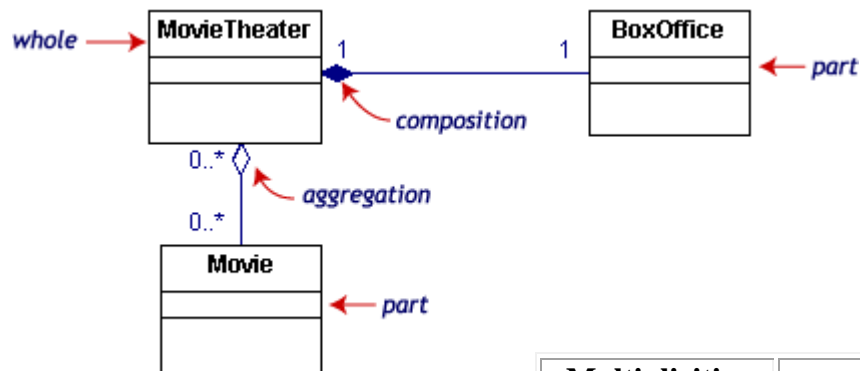 whole
MovieTheater
1
1
BoxOffice
part
composition
0..*
aggregation
0..*
Movie
part